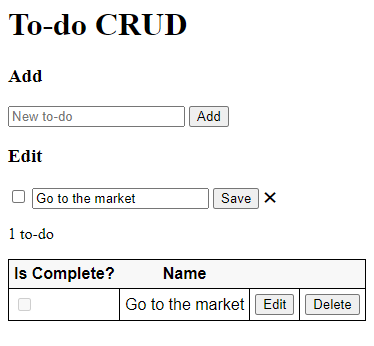 To-do CRUD
Add
New to-do Add
Edit
Go to the market Save ✕
1 to-do
Is Complete? Name
Go to the market Edit Delete